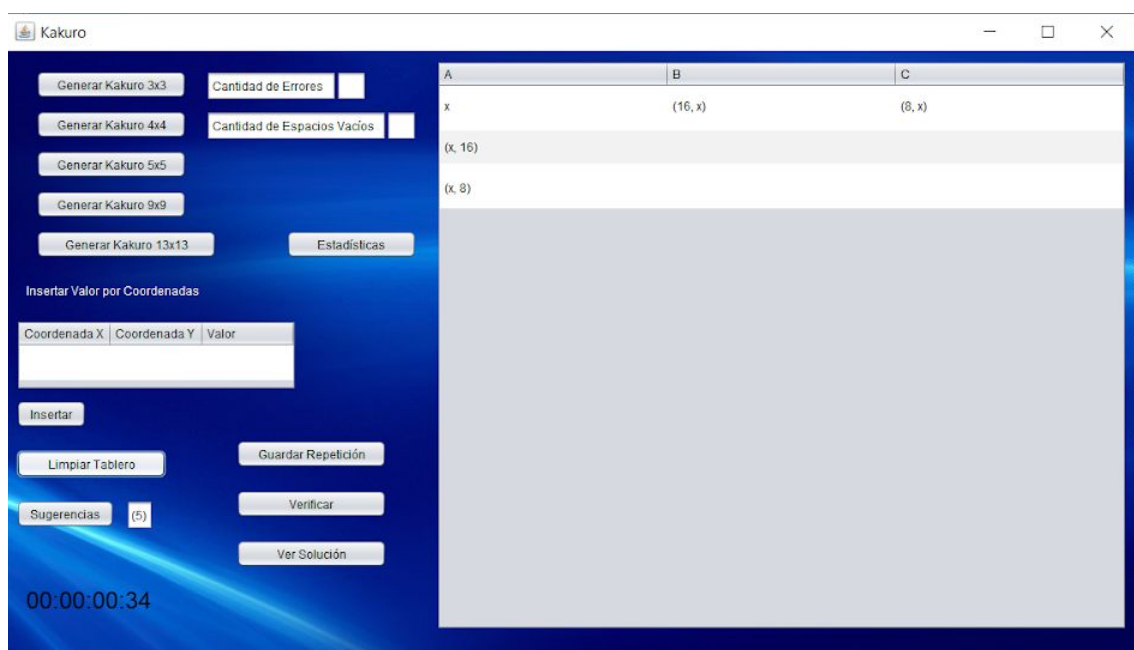 Kakuro
Generar Kakuro 3x3
Cantidad de Errores
Generar Kakuro 4x4
Cantidad de Espacios Vacíos
Generar Kakuro 5x5
Generar Kakuro 9x9
Generar Kakuro 13x13
Estadísticas
Insertar Valor por Coordenadas
Coordenada X Coordenada Y Valor
Insertar
Limpiar Tablero
Guardar Repetición
Sugerencias (5)
Verificar
Ver Solución
00:00:00:34
A B C
x (16, x) (8, x)
(x, 16)
(x, 8)